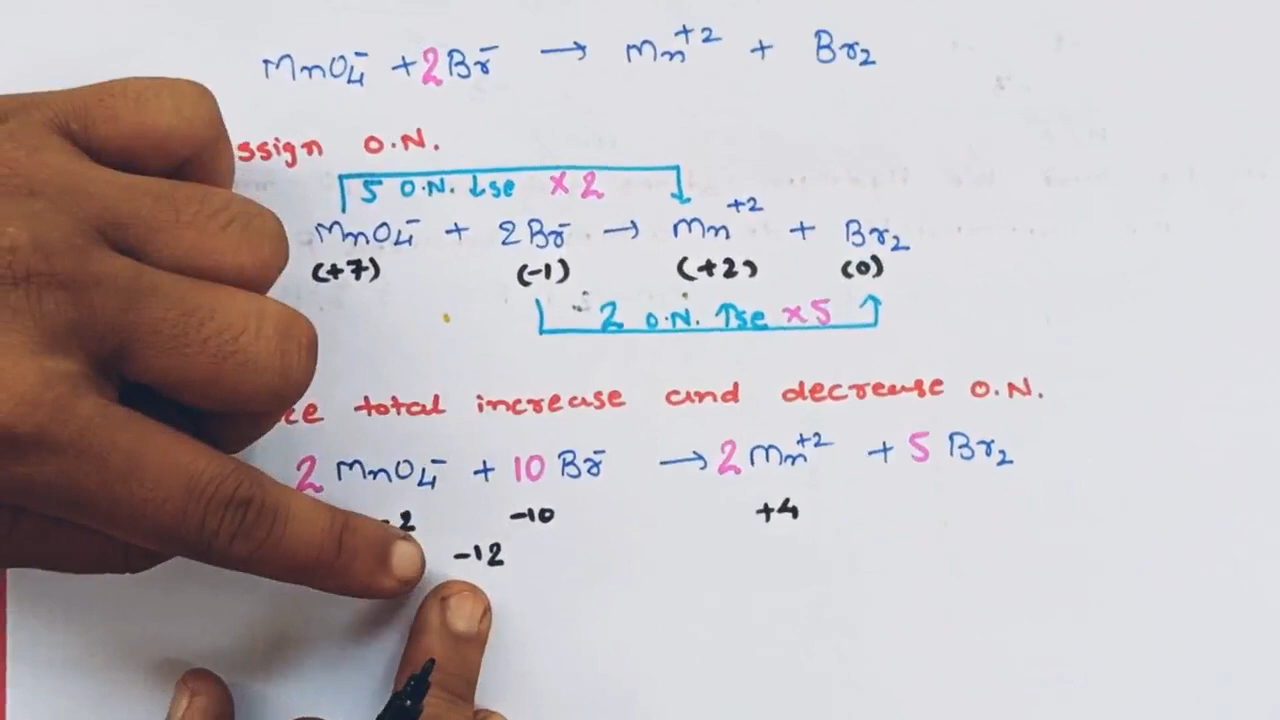 MnO₄⁻ + 2Br⁻ → Mn⁺² + Br₂
ssign O.N.
5 O.N. ↓se × 2
MnO₄⁻ + 2Br⁻ → Mn⁺² + Br₂
(+7) (-1) (+2) (0)
2 O.N. ↑se ×5
total increase and decrease O.N.
2 MnO₄⁻ + 10 Br⁻ → 2 Mn⁺² + 5 Br₂
-2 -10 +4
-12